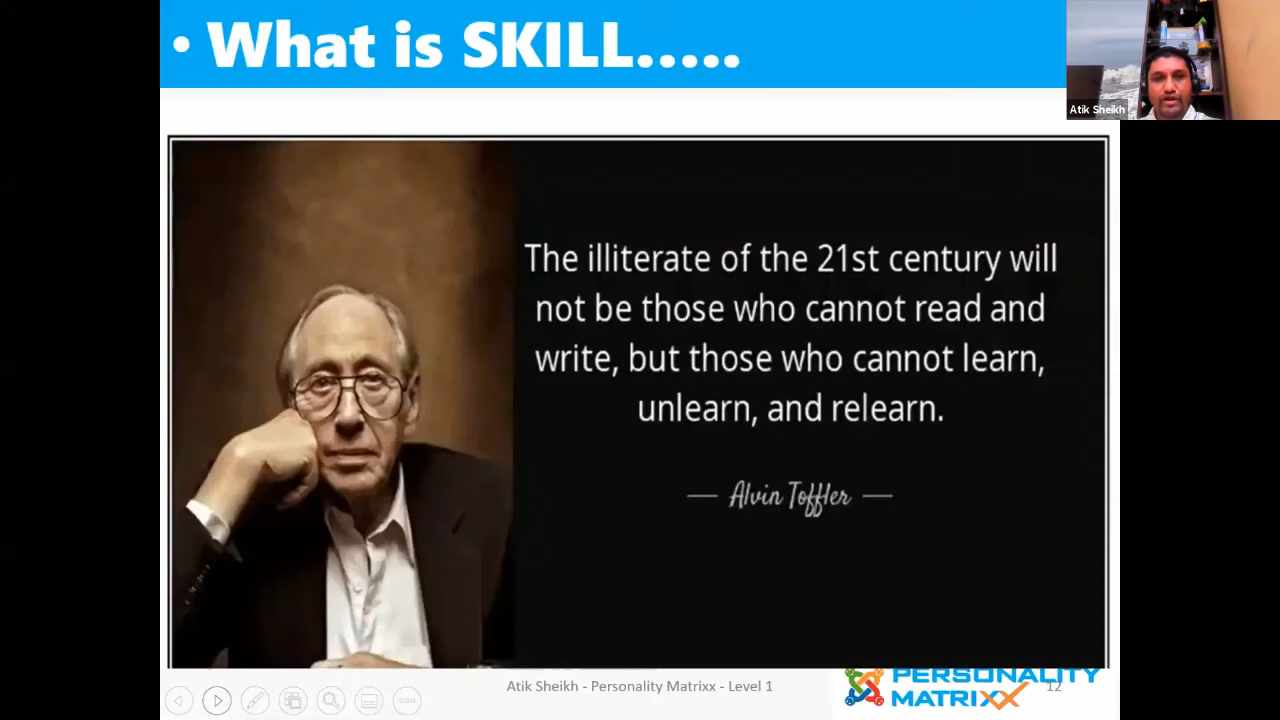 • What is SKILL.....
Atik Sheikh
The illiterate of the 21st century will
not be those who cannot read and
write, but those who cannot learn,
unlearn, and relearn.
— Alvin Toffler —
Atik Sheikh - Personality Matrixx - Level 1
PERSONALITY
MATRIXX
12